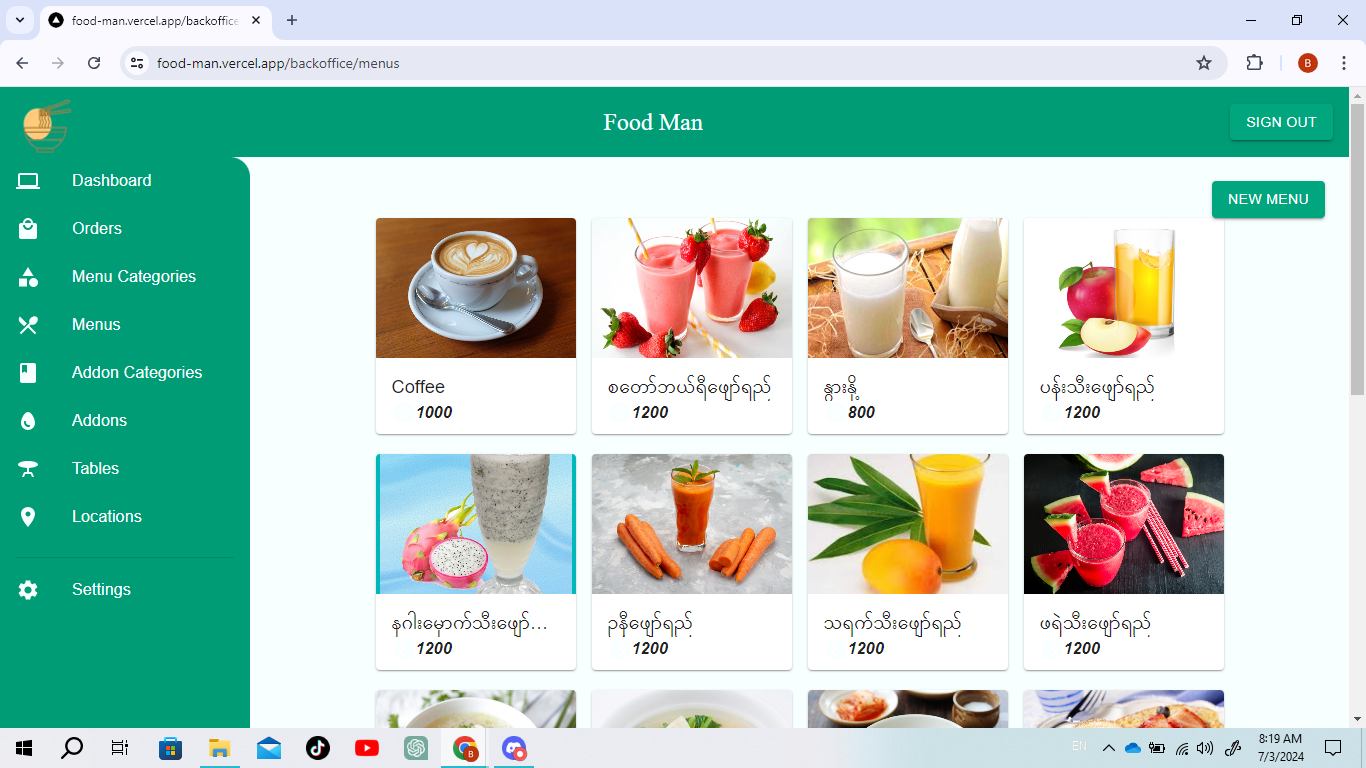 food-man.vercel.app/backoffice
food-man.vercel.app/backoffice/menus
B
Food Man
SIGN OUT
Dashboard
Orders
Menu Categories
Menus
Addon Categories
Addons
Tables
Locations
Settings
NEW MENU
Coffee
1000
စတော်ဘယ်ရီဖျော်ရည်
1200
နွားနို့
800
ပန်းသီးဖျော်ရည်
1200
နဂါးမှောက်သီးဖျော်…
1200
ဥနီဖျော်ရည်
1200
သရက်သီးဖျော်ရည်
1200
ဖရဲသီးဖျော်ရည်
1200
B
EN
8:19 AM
7/3/2024